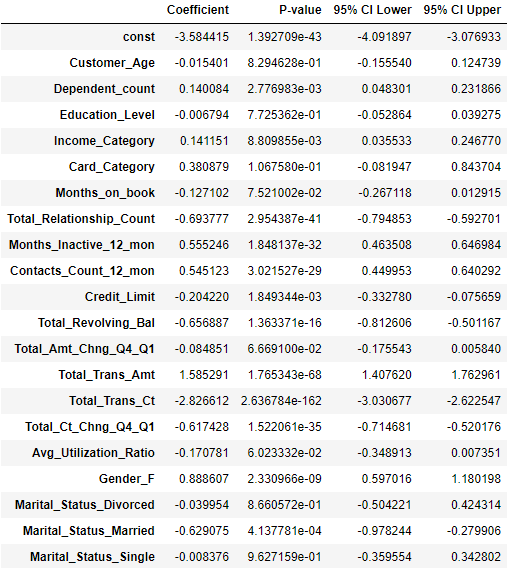 Coefficient P-value 95% CI Lower 95% CI Upper
const -3.584415 1.392709e-43 -4.091897 -3.076933
Customer_Age -0.015401 8.294628e-01 -0.155540 0.124739
Dependent_count 0.140084 2.776983e-03 0.048301 0.231866
Education_Level -0.006794 7.725362e-01 -0.052864 0.039275
Income_Category 0.141151 8.809855e-03 0.035533 0.246770
Card_Category 0.380879 1.067580e-01 -0.081947 0.843704
Months_on_book -0.127102 7.521002e-02 -0.267118 0.012915
Total_Relationship_Count -0.693777 2.954387e-41 -0.794853 -0.592701
Months_Inactive_12_mon 0.555246 1.848137e-32 0.463508 0.646984
Contacts_Count_12_mon 0.545123 3.021527e-29 0.449953 0.640292
Credit_Limit -0.204220 1.849344e-03 -0.332780 -0.075659
Total_Revolving_Bal -0.656887 1.363371e-16 -0.812606 -0.501167
Total_Amt_Chng_Q4_Q1 -0.084851 6.669100e-02 -0.175543 0.005840
Total_Trans_Amt 1.585291 1.765343e-68 1.407620 1.762961
Total_Trans_Ct -2.826612 2.636784e-162 -3.030677 -2.622547
Total_Ct_Chng_Q4_Q1 -0.617428 1.522061e-35 -0.714681 -0.520176
Avg_Utilization_Ratio -0.170781 6.023332e-02 -0.348913 0.007351
Gender_F 0.888607 2.330966e-09 0.597016 1.180198
Marital_Status_Divorced -0.039954 8.660572e-01 -0.504221 0.424314
Marital_Status_Married -0.629075 4.137781e-04 -0.978244 -0.279906
Marital_Status_Single -0.008376 9.627159e-01 -0.359554 0.342802